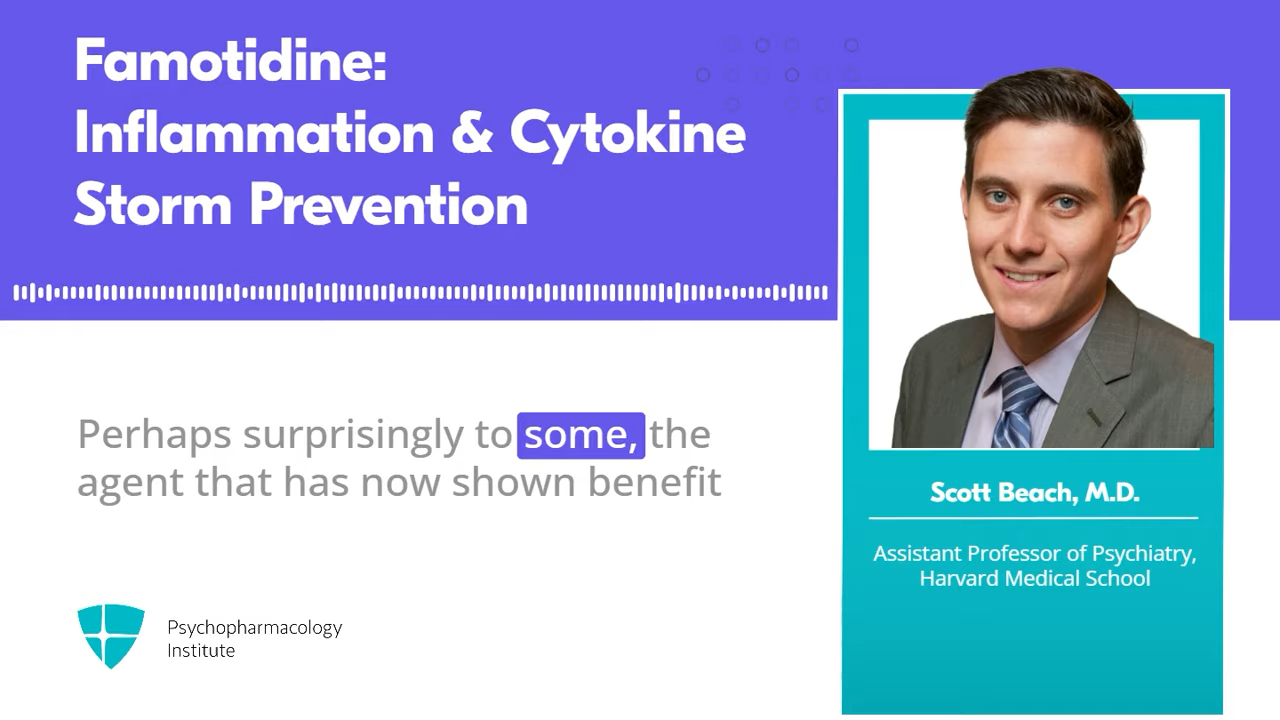 Famotidine:
Inflammation & Cytokine
Storm Prevention
Perhaps surprisingly to some, the
agent that has now shown benefit
Scott Beach, M.D.
Assistant Professor of Psychiatry,
Harvard Medical School
Psychopharmacology
Institute